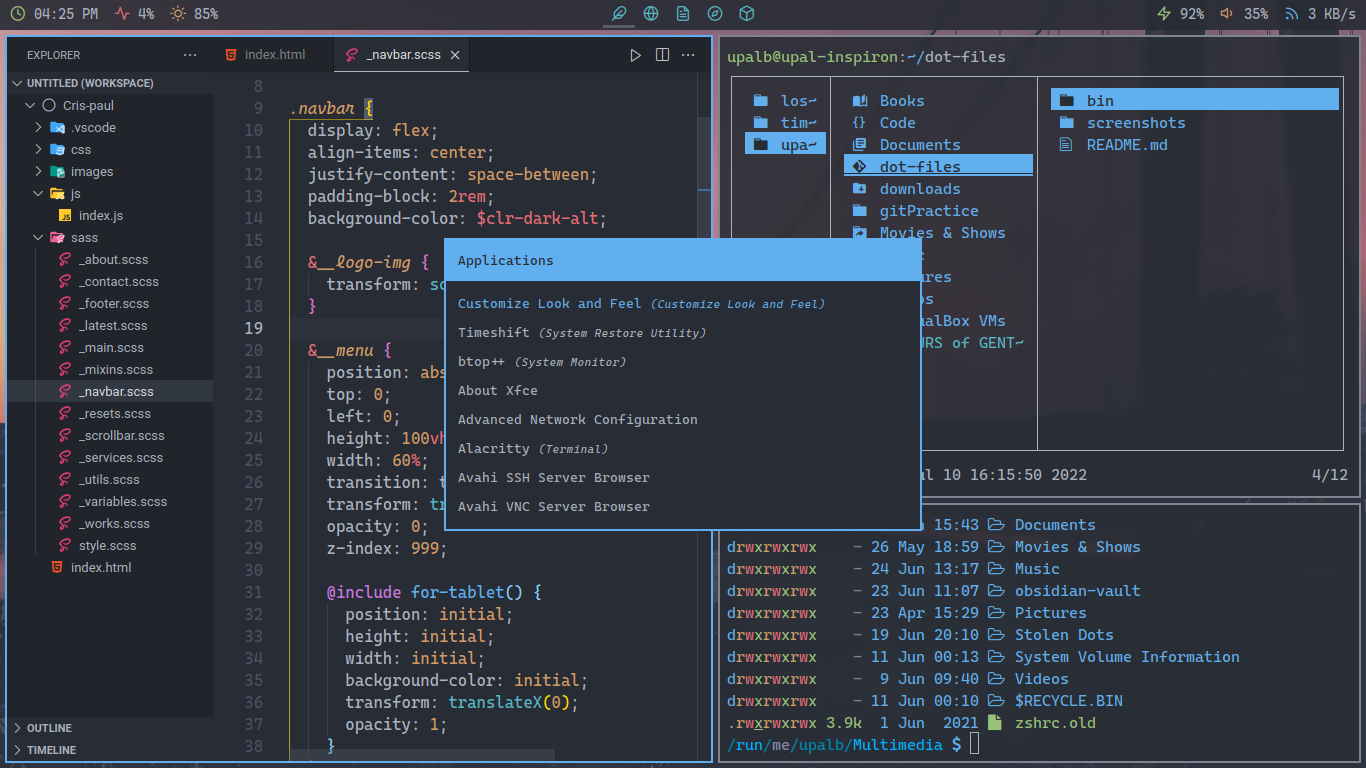 04:25 PM 4% 85%
92% 35% 3 KB/s
EXPLORER
UNTITLED (WORKSPACE)
Cris-paul
.vscode
css
images
js
index.js
sass
_about.scss
_contact.scss
_footer.scss
_latest.scss
_main.scss
_mixins.scss
_navbar.scss
_resets.scss
_scrollbar.scss
_services.scss
_utils.scss
_variables.scss
_works.scss
style.scss
index.html
OUTLINE
TIMELINE
index.html _navbar.scss
8
9 .navbar {
10 display: flex;
11 align-items: center;
12 justify-content: space-between;
13 padding-block: 2rem;
14 background-color: $clr-dark-alt;
15
16 &__logo-img {
17 transform: sc
18 }
19
20 &__menu {
21 position: abs
22 top: 0;
23 left: 0;
24 height: 100vh
25 width: 60%;
26 transition: t
27 transform: tr
28 opacity: 0;
29 z-index: 999;
30
31 @include for-tablet() {
32 position: initial;
33 height: initial;
34 width: initial;
35 background-color: initial;
36 transform: translateX(0);
37 opacity: 1;
38 }
Applications
Customize Look and Feel (Customize Look and Feel)
Timeshift (System Restore Utility)
btop++ (System Monitor)
About Xfce
Advanced Network Configuration
Alacritty (Terminal)
Avahi SSH Server Browser
Avahi VNC Server Browser
upalb@upal-inspiron:~/dot-files
los~
tim~
upa~
Books
{} Code
Documents
dot-files
downloads
gitPractice
Movies & Shows
ures
os
ualBox VMs
URS of GENT~
bin
screenshots
README.md
ul 10 16:15:50 2022 4/12
15:43 Documents
drwxrwxrwx - 26 May 18:59 Movies & Shows
drwxrwxrwx - 24 Jun 13:17 Music
drwxrwxrwx - 23 Jun 11:07 obsidian-vault
drwxrwxrwx - 23 Apr 15:29 Pictures
drwxrwxrwx - 19 Jun 20:10 Stolen Dots
drwxrwxrwx - 11 Jun 00:13 System Volume Information
drwxrwxrwx - 9 Jun 09:40 Videos
drwxrwxrwx - 11 Jun 00:10 $RECYCLE.BIN
.rwxrwxrwx 3.9k 1 Jun 2021 zshrc.old
/run/me/upalb/Multimedia $